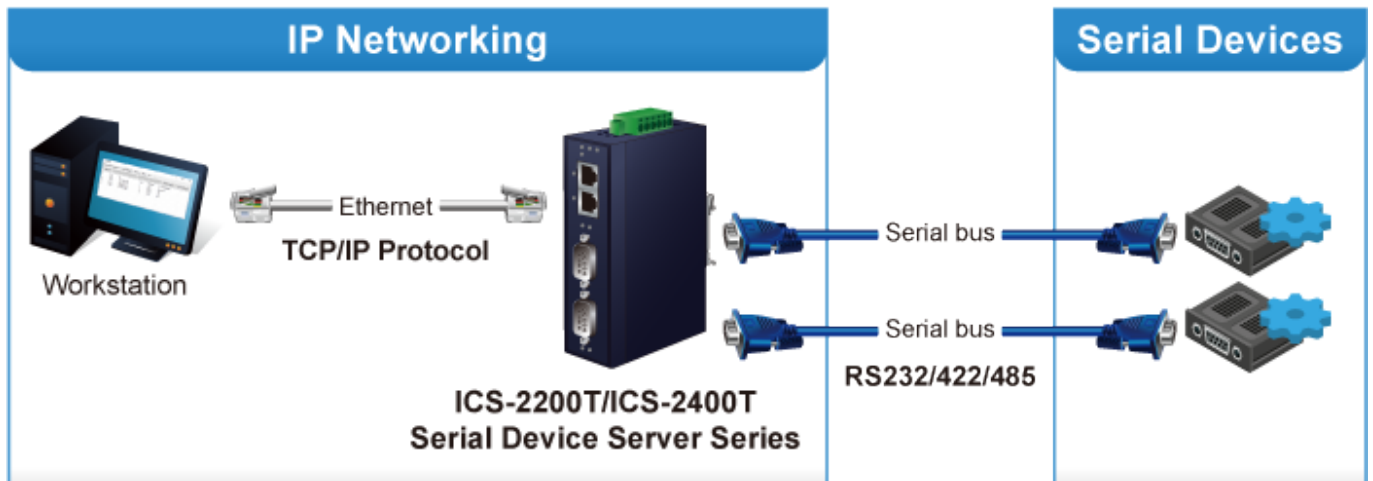 IP Networking
Serial Devices
Ethernet
TCP/IP Protocol
Workstation
Serial bus
Serial bus
RS232/422/485
ICS-2200T/ICS-2400T
Serial Device Server Series